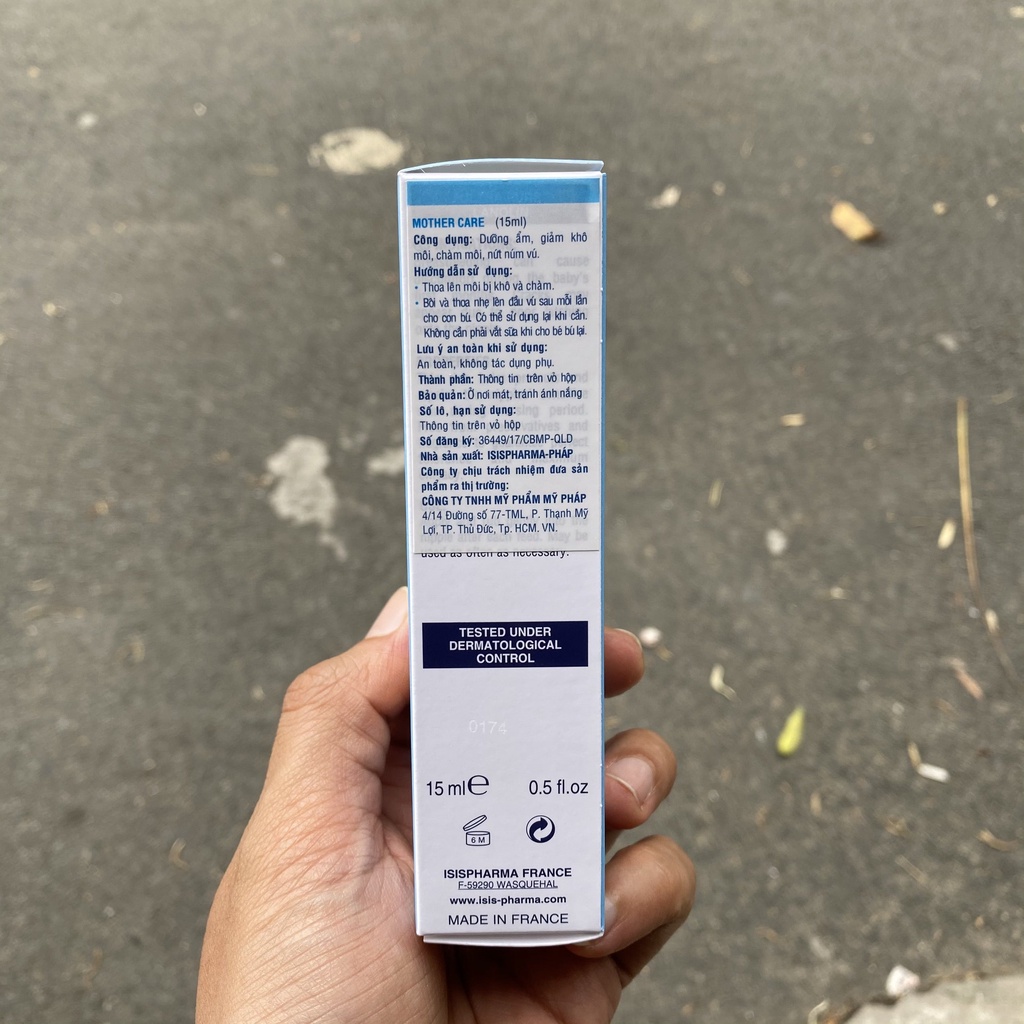 MOTHER CARE (15ml)
Công dụng: Dưỡng ẩm, giảm khô
môi, chàm môi, nứt núm vú.
Hướng dẫn sử dụng:
• Thoa lên môi bị khô và chàm.
• Bôi và thoa nhẹ lên đầu vú sau mỗi lần
cho con bú. Có thể sử dụng lại khi cần.
Không cần phải vắt sữa khi cho bé bú lại.
Lưu ý an toàn khi sử dụng:
An toàn, không tác dụng phụ.
Thành phần: Thông tin trên vỏ hộp
Bảo quản: Ở nơi mát, tránh ánh nắng
Số lô, hạn sử dụng:
Thông tin trên vỏ hộp
Số đăng ký: 36449/17/CBMP-QLD
Nhà sản xuất: ISISPHARMA-PHÁP
Công ty chịu trách nhiệm đưa sản
phẩm ra thị trường:
CÔNG TY TNHH MỸ PHẨM MỸ PHÁP
4/14 Đường số 77-TML, P. Thạnh Mỹ
Lợi, TP. Thủ Đức, Tp. HCM. VN.
used as often as necessary.
TESTED UNDER
DERMATOLOGICAL
CONTROL
0174
15 ml e 0.5 fl.oz
6 M
ISISPHARMA FRANCE
F-59290 WASQUEHAL
www.isis-pharma.com
MADE IN FRANCE